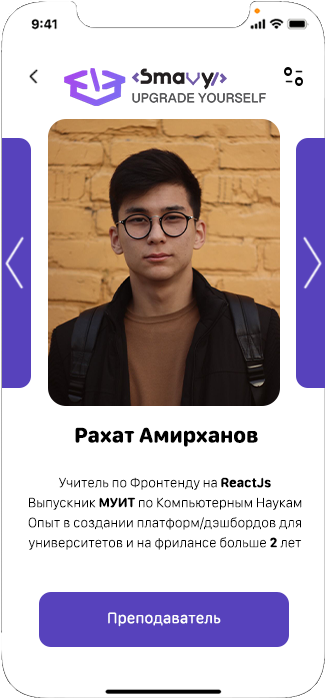 9:41
<Smavy/>
UPGRADE YOURSELF
Рахат Амирханов
Учитель по Фронтенду на ReactJs
Выпускник МУИТ по Компьютерным Наукам
Опыт в создании платформ/дэшбордов для
университетов и на фрилансе больше 2 лет
Преподаватель